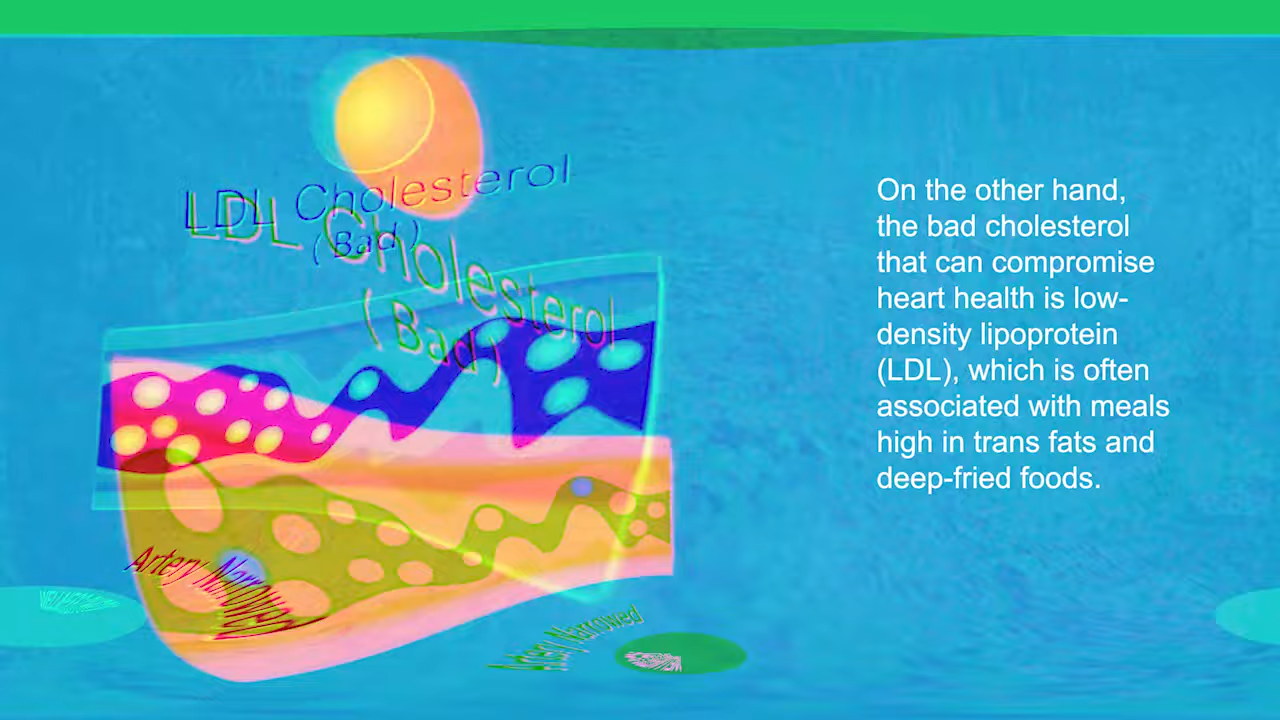 LDL Cholesterol
( Bad )
LDL Cholesterol
( Bad )
Artery Narrowed
Artery Narrowed
On the other hand,
the bad cholesterol
that can compromise
heart health is low-
density lipoprotein
(LDL), which is often
associated with meals
high in trans fats and
deep-fried foods.